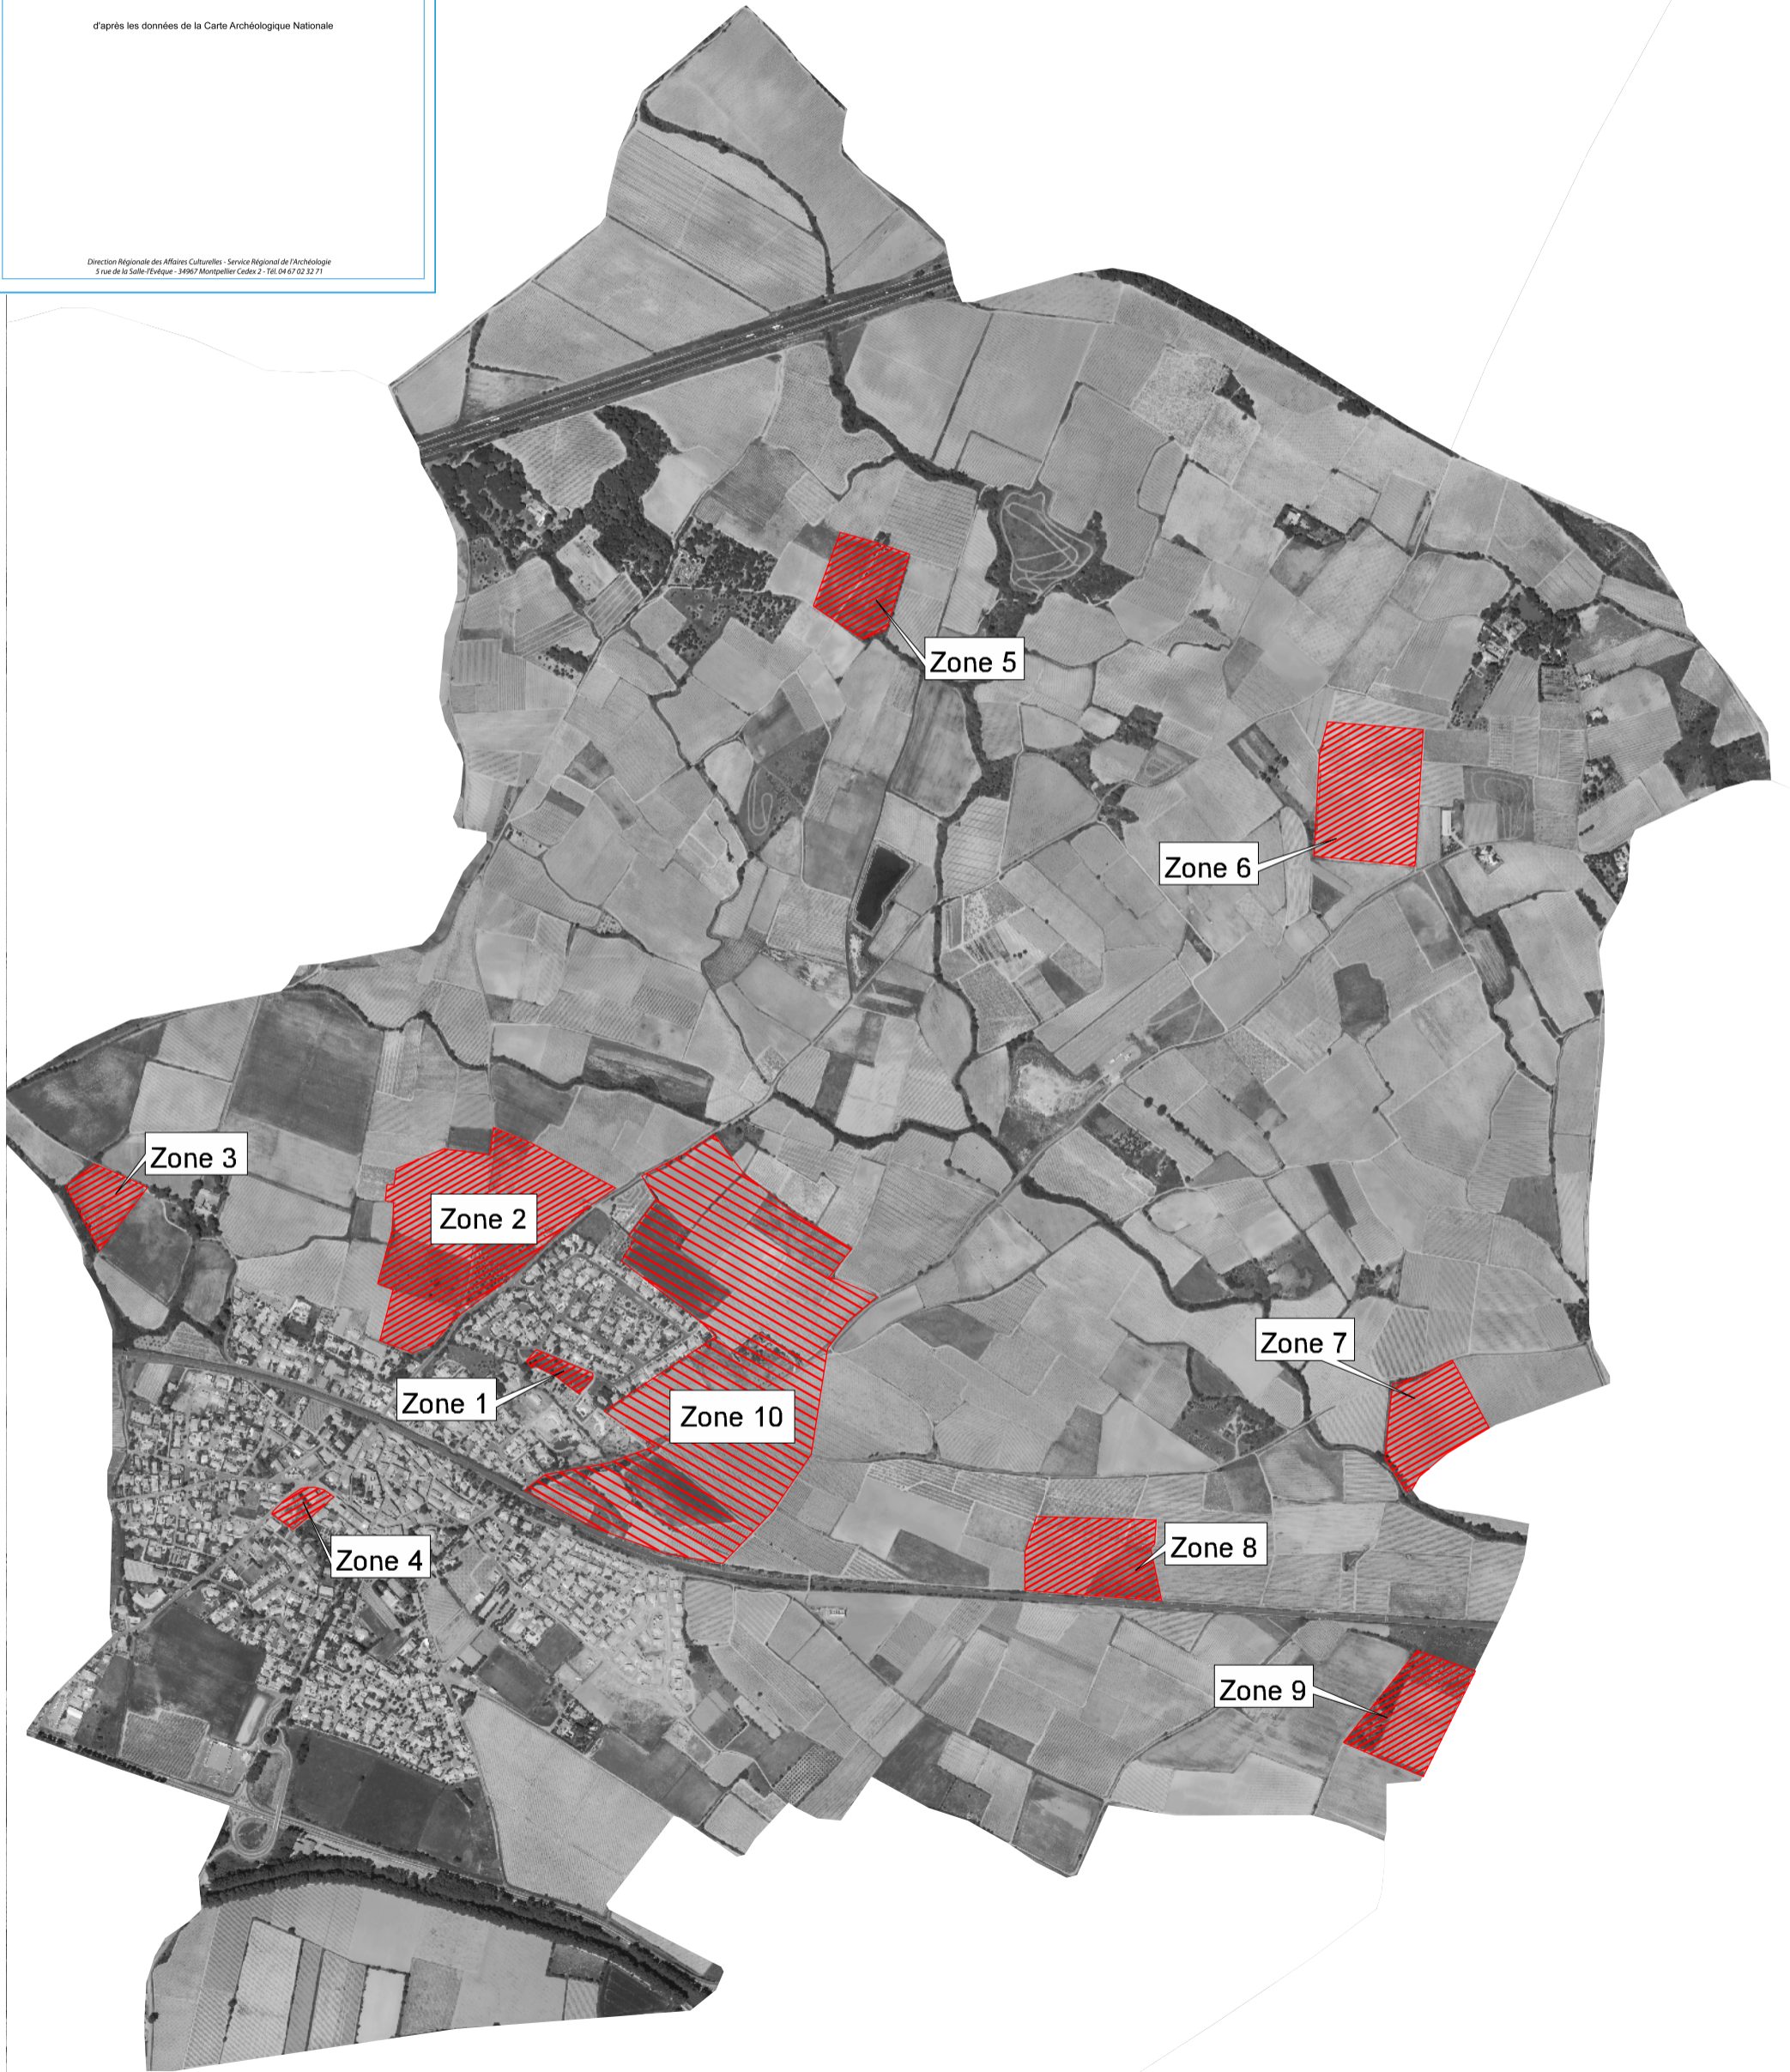 d'après les données de la Carte Archéologique Nationale
Direction Régionale des Affaires Culturelles - Service Régional de l'Archéologie
5 rue de la Salle-l'Evêque - 34967 Montpellier Cedex 2 - Tél. 04 67 02 32 71
Zone 5
Zone 6
Zone 3
Zone 2
Zone 7
Zone 1
Zone 10
Zone 8
Zone 4
Zone 9